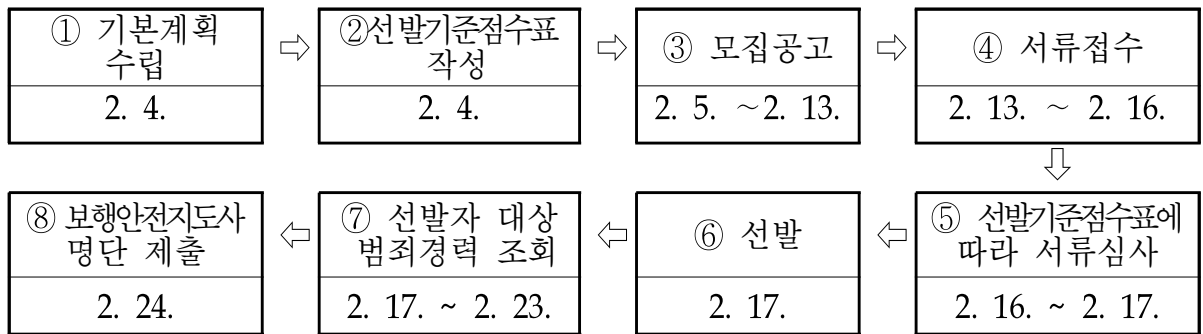 ① 기본계획
수립
2. 4.
②선발기준점수표
작성
2. 4.
③ 모집공고
2. 5. ~2. 13.
④ 서류접수
2. 13. ~ 2. 16.
⑤ 선발기준점수표에
따라 서류심사
2. 16. ~ 2. 17.
⑥ 선발
2. 17.
⑦ 선발자 대상
범죄경력 조회
2. 17. ~ 2. 23.
⑧ 보행안전지도사
명단 제출
2. 24.